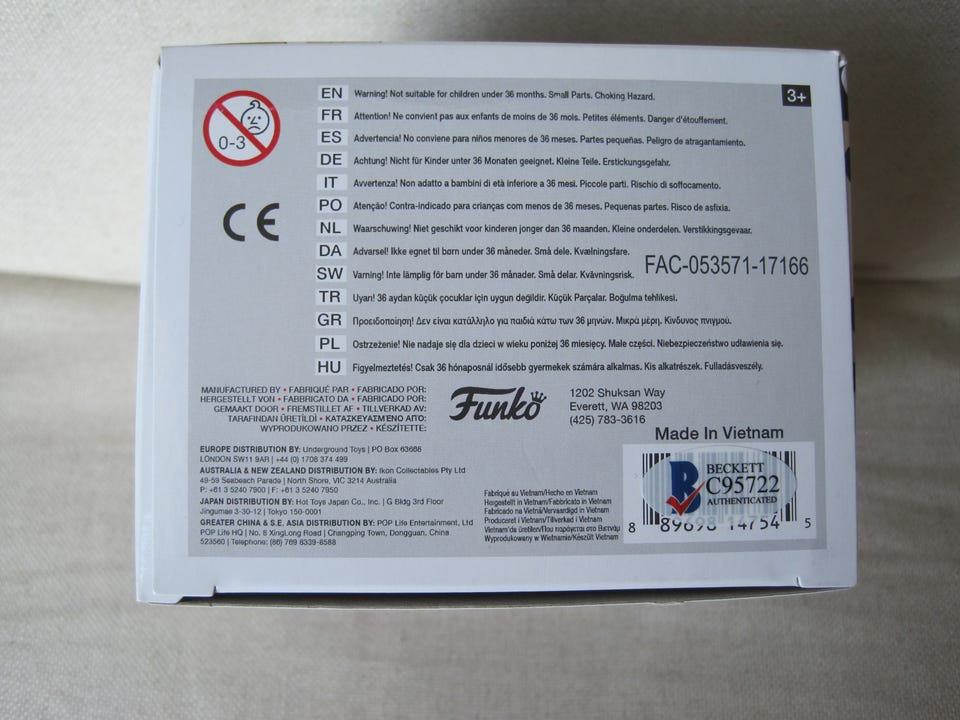 0-3
CE
3+
EN Warning! Not suitable for children under 36 months. Small Parts. Choking Hazard.
FR Attention! Ne convient pas aux enfants de moins de 36 mois. Petites éléments. Danger d'étouffement.
ES Advertencia! No conviene para niños menores de 36 meses. Partes pequeñas. Peligro de atragantamiento.
DE Achtung! Nicht für Kinder unter 36 Monaten geeignet. Kleine Teile. Erstickungsgefahr.
IT Avvertenza! Non adatto a bambini di età inferiore a 36 mesi. Piccole parti. Rischio di soffocamento.
PO Atenção! Contra-indicado para crianças com menos de 36 meses. Pequenas partes. Risco de asfixia.
NL Waarschuwing! Niet geschikt voor kinderen jonger dan 36 maanden. Kleine onderdelen. Verstikkingsgevaar.
DA Advarsel! Ikke egnet til børn under 36 måneder. Små dele. Kvælningsfare.
SW Varning! Inte lämplig för barn under 36 månader. Små delar. Kvävningsrisk.
FAC-053571-17166
TR Uyarı! 36 aydan küçük çocuklar için uygun değildir. Küçük Parçalar. Boğulma tehlikesi.
GR Προειδοποίηση! Δεν είναι κατάλληλο για παιδιά κάτω των 36 μηνών. Μικρά μέρη. Κίνδυνος πνιγμού.
PL Ostrzeżenie! Nie nadaje się dla dzieci w wieku poniżej 36 miesięcy. Małe części. Niebezpieczeństwo udławienia się.
HU Figyelmeztetés! Csak 36 hónaposnál idősebb gyermekek számára alkalmas. Kis alkatrészek. Fulladásveszély.
MANUFACTURED BY • FABRIQUÉ PAR • FABRICADO POR:
HERGESTELLT VON • FABBRICATO DA • FABRICADO POR:
GEMAAKT DOOR • FREMSTILLET AF • TILLVERKAD AV:
TARAFINDAN ÜRETİLDİ • ΚΑΤΑΣΚΕΥΑΣΜΕΝΟ ΑΠΌ:
WYPRODUKOWANO PRZEZ • KÉSZÍTETTE:
Funko
1202 Shuksan Way
Everett, WA 98203
(425) 783-3616
Made In Vietnam
EUROPE DISTRIBUTION BY: Underground Toys | PO Box 63668
LONDON SW11 9AR | +44 (0) 1708 374 499
AUSTRALIA & NEW ZEALAND DISTRIBUTION BY: Ikon Collectables Pty Ltd
49-59 Seabeach Parade | North Shore, VIC 3214 Australia
P: +61 3 5240 7900 | F: +61 3 5240 7950
JAPAN DISTRIBUTION BY: Hot Toys Japan Co., Inc. | G Bldg 3rd Floor
Jingumae 3-30-12 | Tokyo 150-0001
GREATER CHINA & S.E. ASIA DISTRIBUTION BY: POP Life Entertainment, Ltd
POP Life HQ | No. 8 XingLong Road | Changping Town, Dongguan, China
523560 | Telephone: (86) 769 8339-8588
Fabriqué au Vietnam/Hecho en Vietnam
Hergestellt in Vietnam/Fabbricato in Vietnam
Fabricado na Vietnã/Vervaardigd in Vietnam
Produceret i Vietnam/Tillverkad i Vietnam
Vietnam'da üretilen/Που παράγεται στο Βιετνάμ
Wyprodukowany w Wietnamie/Készült Vietnam
B
BECKETT
C95722
AUTHENTICATED
8 89698 14754 5